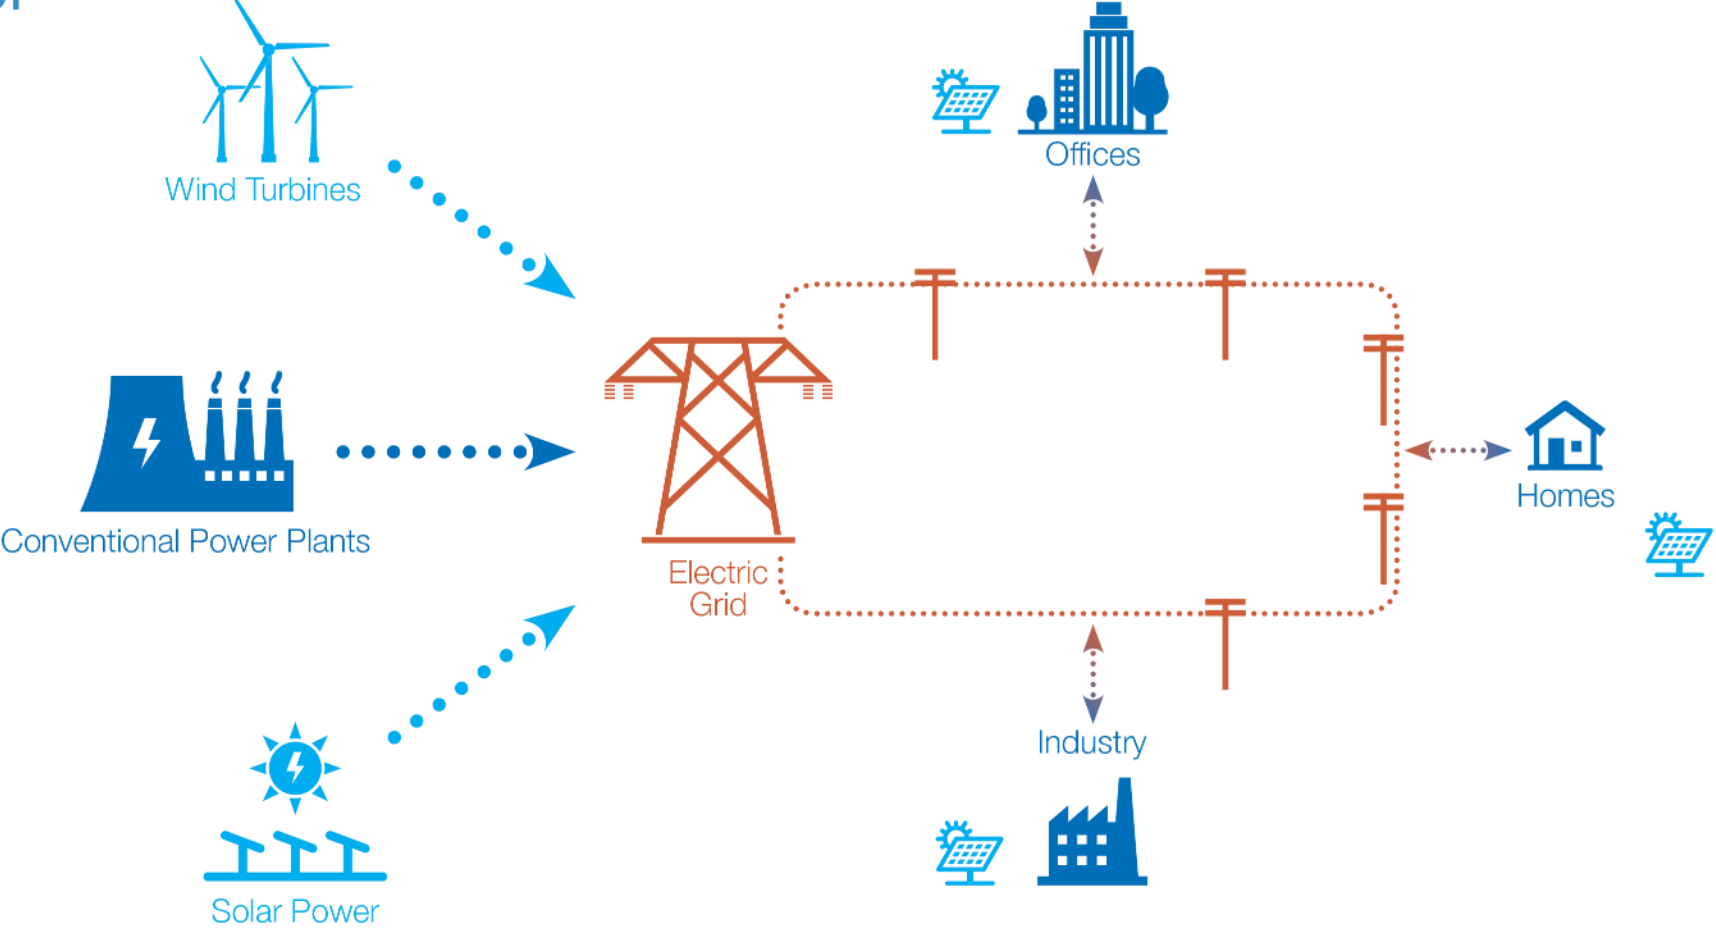 Wind Turbines
Offices
Conventional Power Plants
Homes
Electric
Grid
Industry
Solar Power